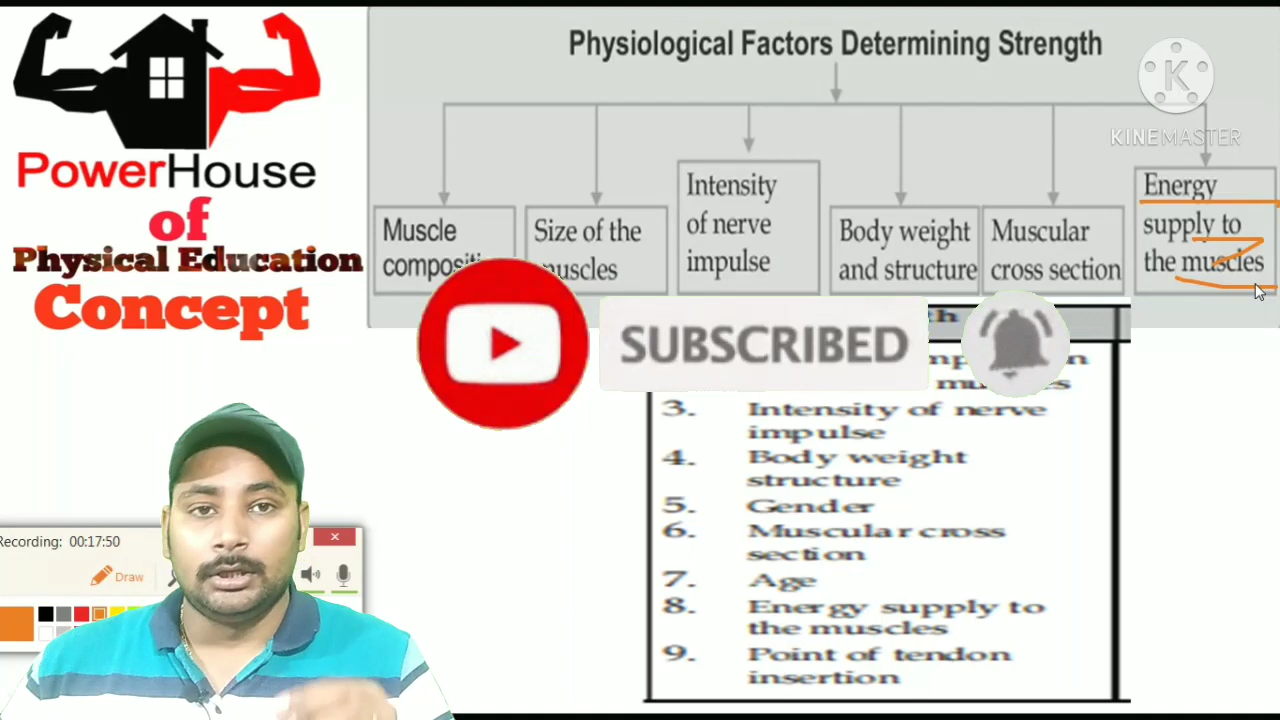 PowerHouse
of
Physical Education
Concept
Physiological Factors Determining Strength
KINEMASTER
Muscle
Size of the
muscles
Intensity
of nerve
impulse
Body weight
and structure
Muscular
cross section
Energy
supply to
the muscles
SUBSCRIBED
3. Intensity of nerve
impulse
4. Body weight
structure
5. Gender
6. Muscular cross
section
7. Age
8. Energy supply to
the muscles
9. Point of tendon
insertion
Recording: 00:17:50
Draw